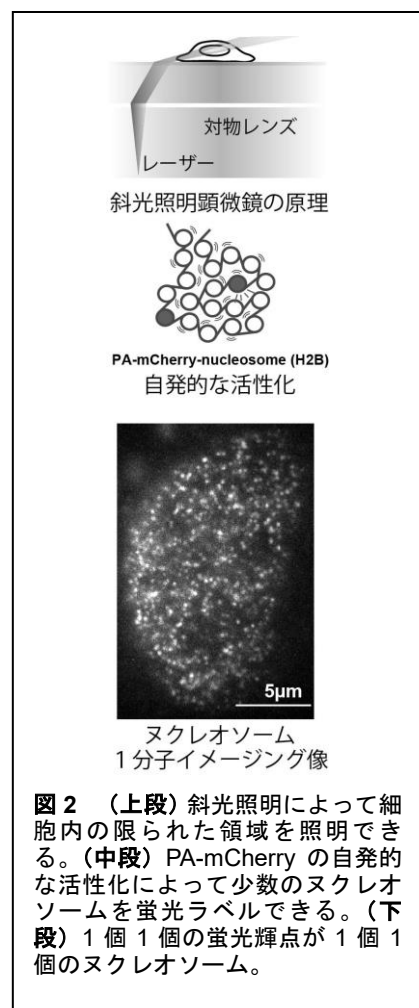 対物レンズ
レーザー
斜光照明顕微鏡の原理
PA-mCherry-nucleosome (H2B)
自発的な活性化
5μm
ヌクレオソーム
1分子イメージング像
図 2 （上段）斜光照明によって細
胞内の限られた領域を照明でき
る。（中段）PA-mCherry の自発的
な活性化によって少数のヌクレオ
ソームを蛍光ラベルできる。（下
段）1 個 1 個の蛍光輝点が 1 個 1
個のヌクレオソーム。